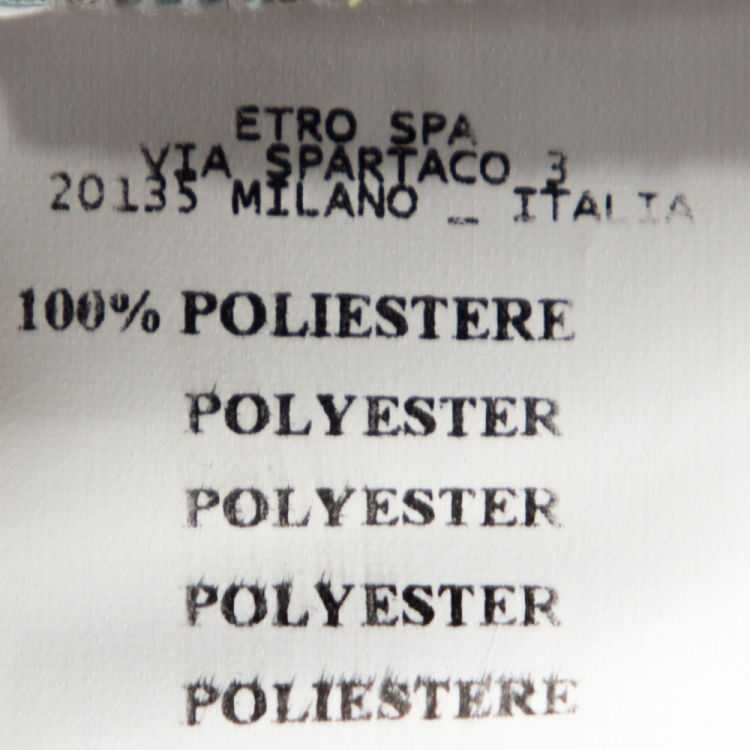 ETRO SPA
VIA SPARTACO 3
20135 MILANO _ ITALIA
100% POLIESTERE
POLYESTER
POLYESTER
POLYESTER
POLIESTERE